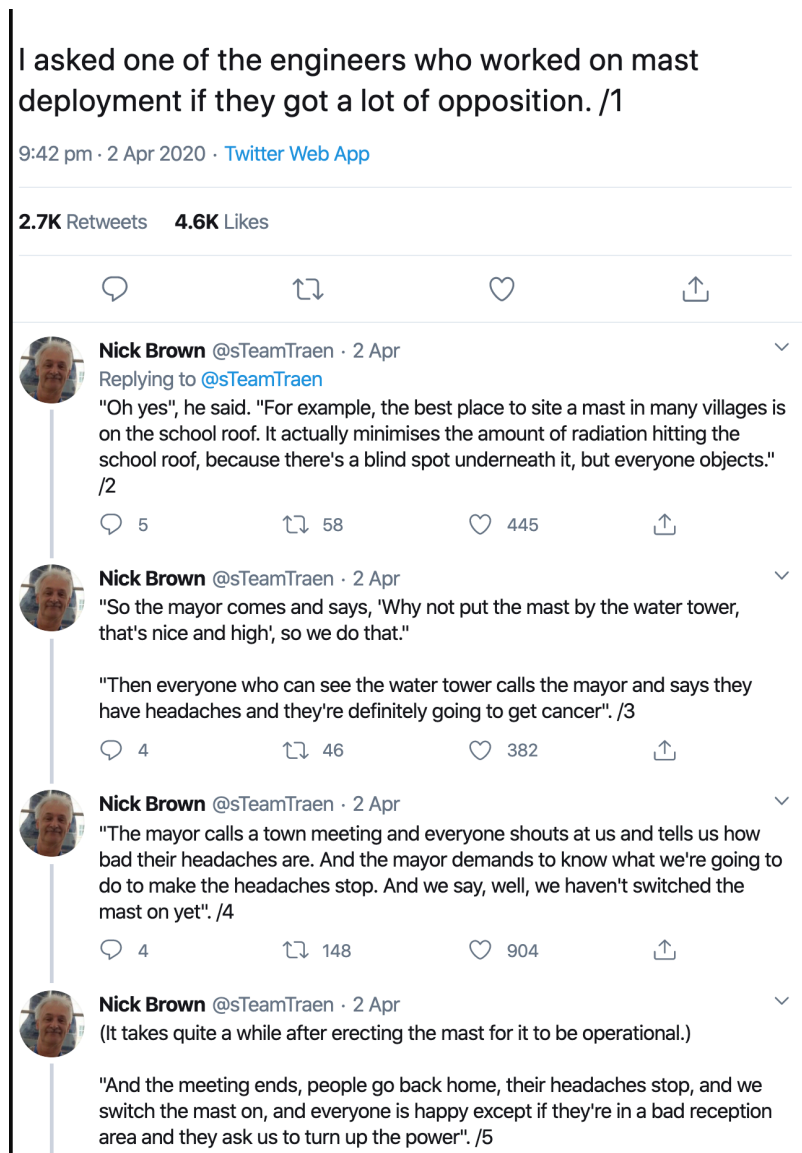 I asked one of the engineers who worked on mast
deployment if they got a lot of opposition. /1
9:42 pm · 2 Apr 2020 · Twitter Web App
2.7K Retweets 4.6K Likes
Nick Brown @sTeamTraen · 2 Apr
Replying to @sTeamTraen
"Oh yes", he said. "For example, the best place to site a mast in many villages is
on the school roof. It actually minimises the amount of radiation hitting the
school roof, because there's a blind spot underneath it, but everyone objects."
/2
5 58 445
Nick Brown @sTeamTraen · 2 Apr
"So the mayor comes and says, 'Why not put the mast by the water tower,
that's nice and high', so we do that."
"Then everyone who can see the water tower calls the mayor and says they
have headaches and they're definitely going to get cancer". /3
4 46 382
Nick Brown @sTeamTraen · 2 Apr
"The mayor calls a town meeting and everyone shouts at us and tells us how
bad their headaches are. And the mayor demands to know what we're going to
do to make the headaches stop. And we say, well, we haven't switched the
mast on yet". /4
4 148 904
Nick Brown @sTeamTraen · 2 Apr
(It takes quite a while after erecting the mast for it to be operational.)
"And the meeting ends, people go back home, their headaches stop, and we
switch the mast on, and everyone is happy except if they're in a bad reception
area and they ask us to turn up the power". /5